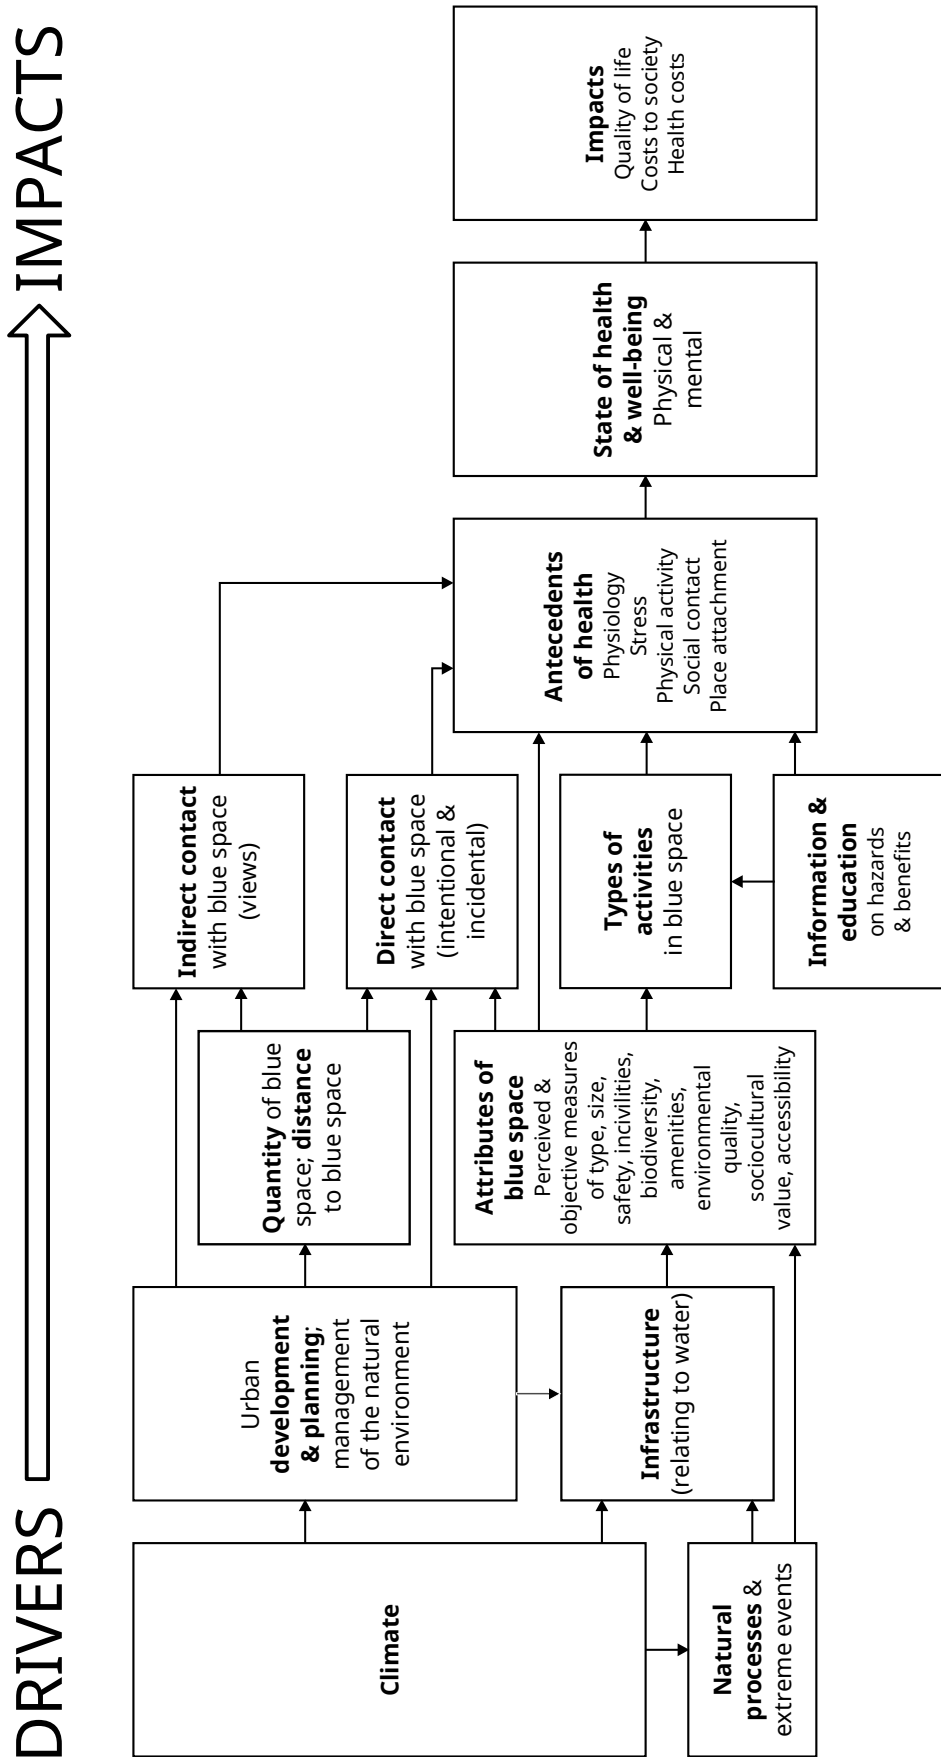 DRIVERS
IMPACTS
Climate
Natural
processes &
extreme events
Urban
development
& planning;
management
of the natural
environment
Infrastructure
(relating to water)
Quantity of blue
space; distance
to blue space
Attributes of
blue space
Perceived &
objective measures
of type, size,
safety, incivilities,
biodiversity,
amenities,
environmental
quality,
sociocultural
value, accessibility
Indirect contact
with blue space
(views)
Direct contact
with blue space
(intentional &
incidental)
Types of
activities
in blue space
Information &
education
on hazards
& benefits
Antecedents
of health
Physiology
Stress
Physical activity
Social contact
Place attachment
State of health
& well-being
Physical &
mental
Impacts
Quality of life
Costs to society
Health costs